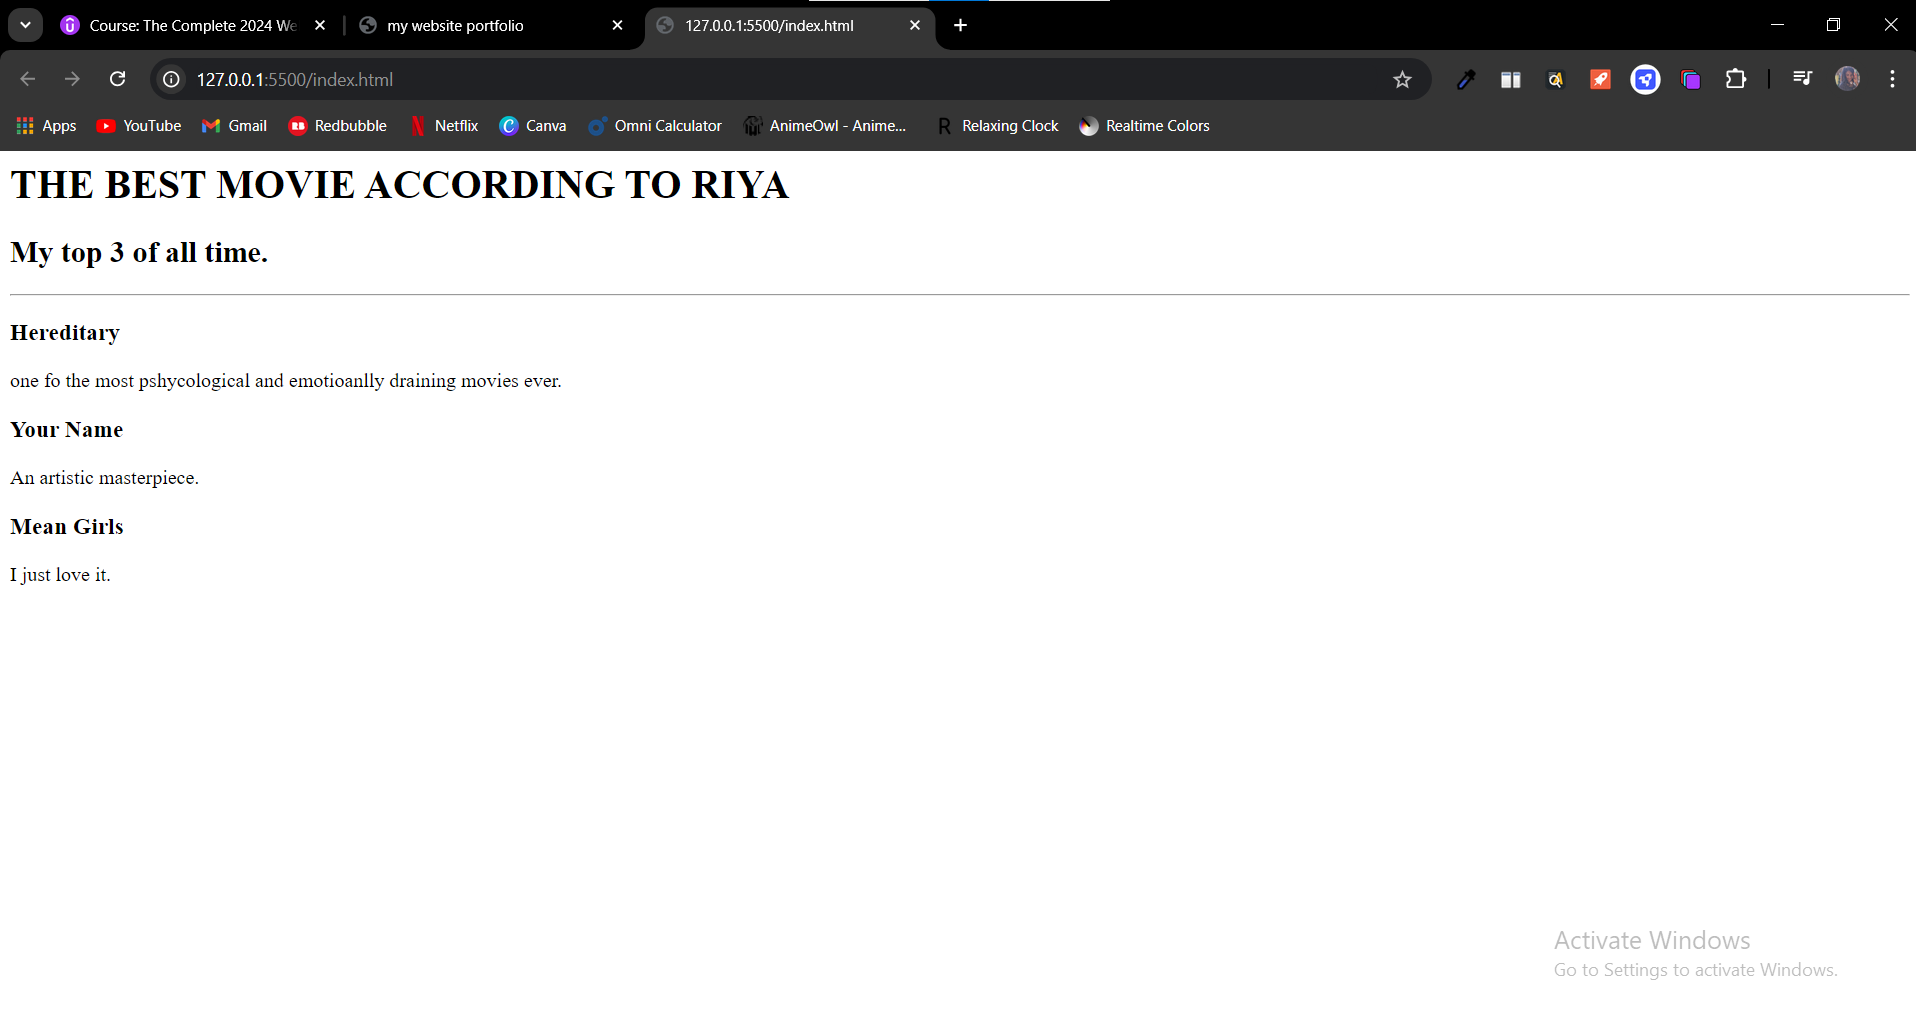 Course: The Complete 2024 We
my website portfolio
127.0.0.1:5500/index.html
127.0.0.1:5500/index.html
Apps
YouTube
Gmail
Redbubble
Netflix
Canva
Omni Calculator
AnimeOwl - Anime...
Relaxing Clock
Realtime Colors
THE BEST MOVIE ACCORDING TO RIYA
My top 3 of all time.
Hereditary
one fo the most pshycological and emotioanlly draining movies ever.
Your Name
An artistic masterpiece.
Mean Girls
I just love it.
Activate Windows
Go to Settings to activate Windows.